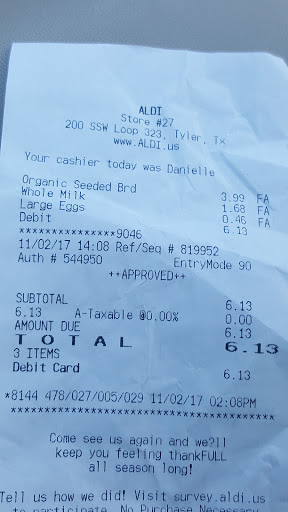 ALDI
Store #27
200 SSW Loop 323, Tyler, Tx
www.ALDI.us
Your cashier today was Danielle
Organic Seeded Brd 3.99 FA
Whole Milk 1.68 FA
Large Eggs 0.46 FA
Debit 6.13
***************9046
11/02/17 14:08 Ref/Seq # 819952
Auth # 544950 EntryMode 90
++APPROVED++
SUBTOTAL 6.13
6.13 A-Taxable @0.00% 0.00
AMOUNT DUE 6.13
TOTAL 6.13
3 ITEMS
Debit Card 6.13
*8144 478/027/005/029 11/02/17 02:08PM
****************************************
Come see us again and we?ll
keep you feeling thankFULL
all season long!
Tell us how we did! Visit survey.aldi.us
to participate. No Purchase Necessary